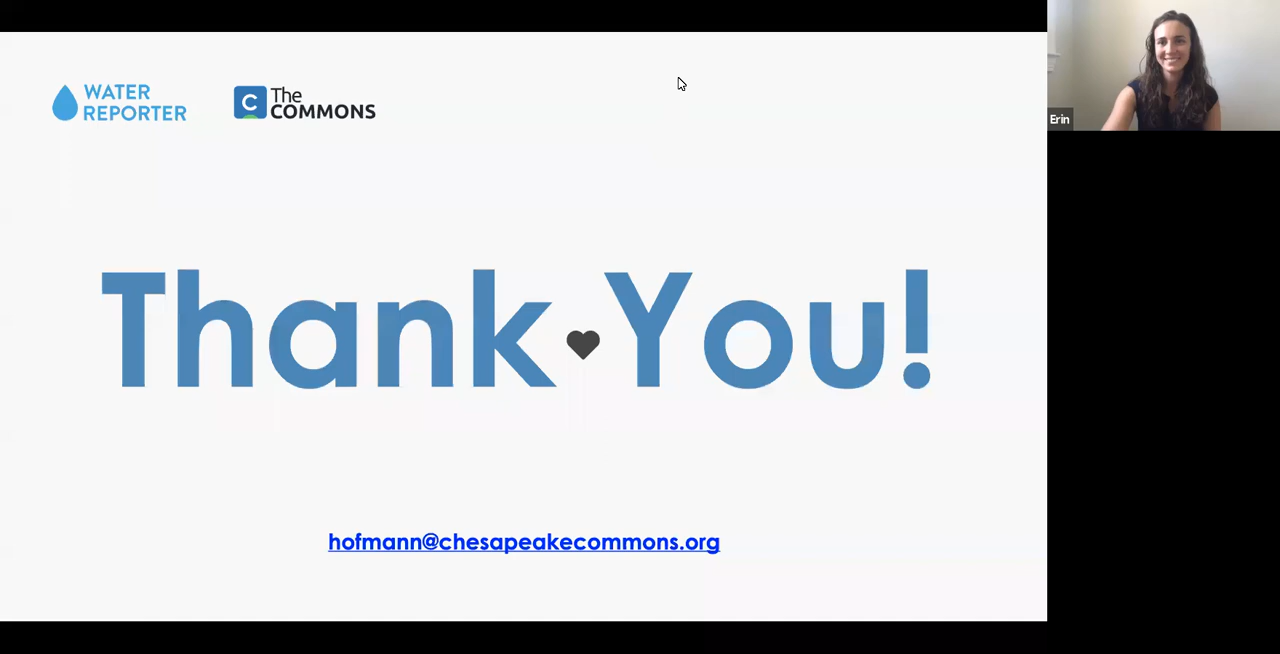 WATER
REPORTER
C The
COMMONS
Erin
Thank You!
hofmann@chesapeakecommons.org